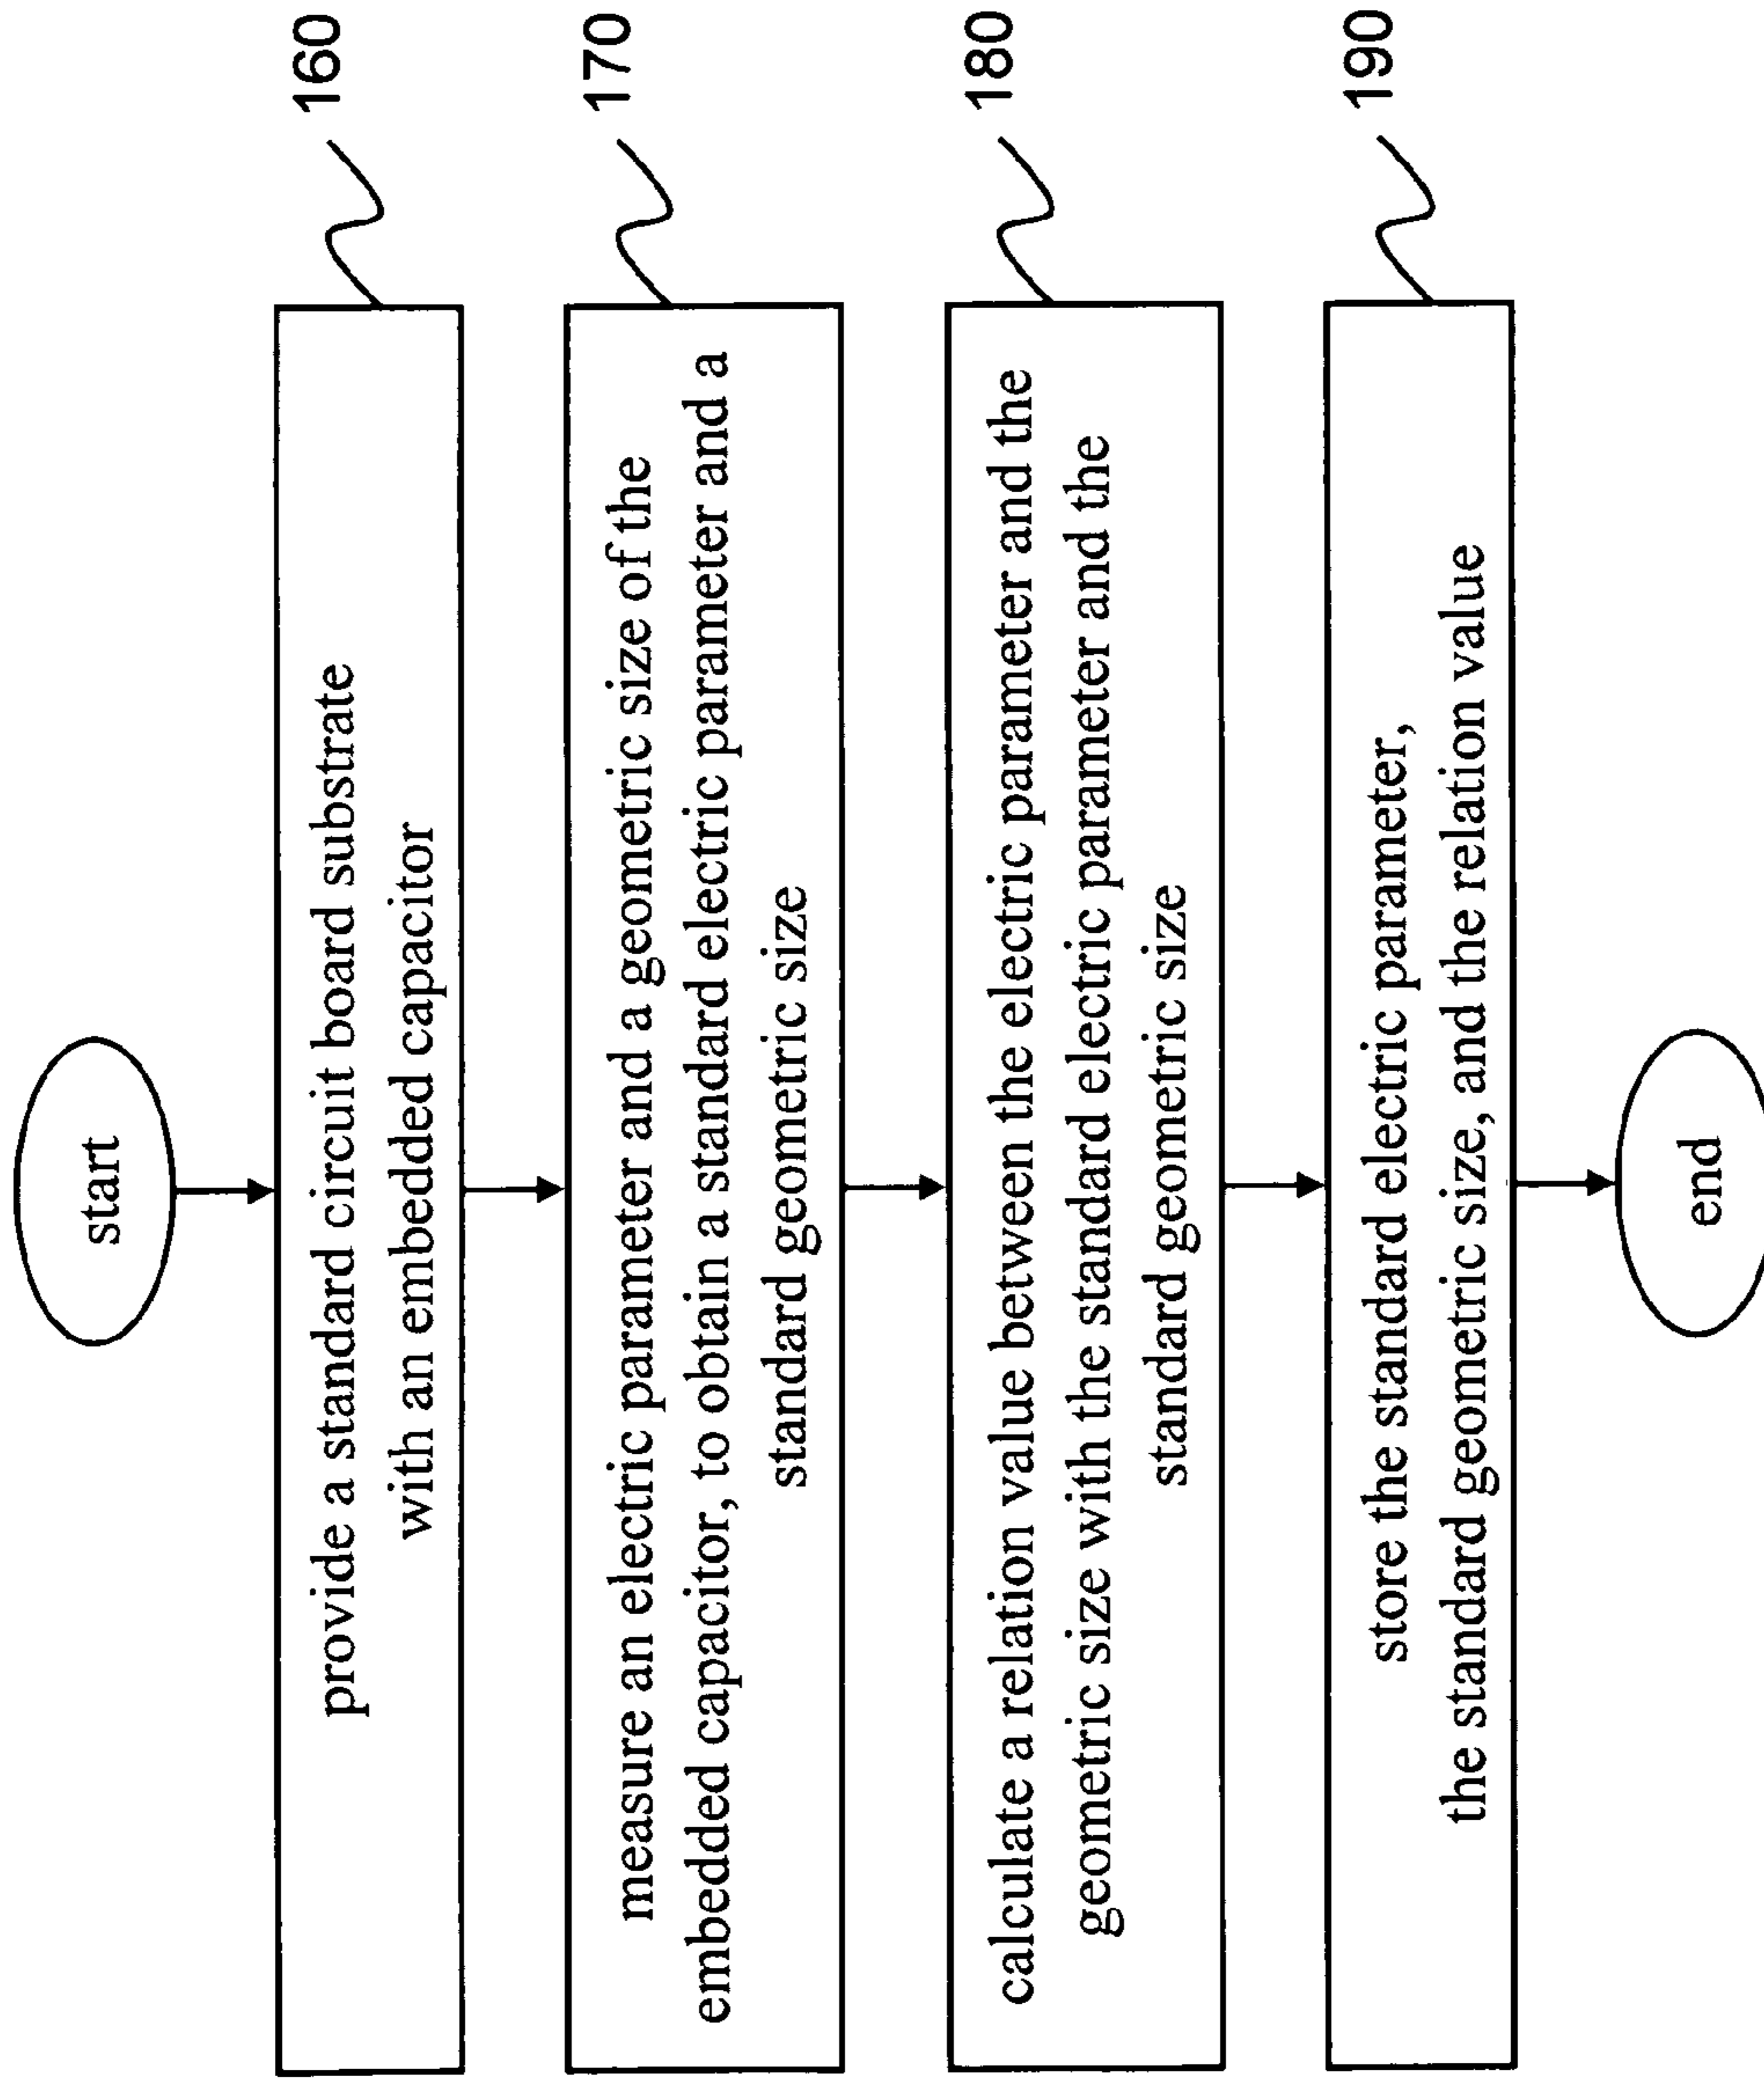 start
provide a standard circuit board substrate
with an embedded capacitor
160
measure an electric parameter and a geometric size of the
embedded capacitor, to obtain a standard electric parameter and a
standard geometric size
170
calculate a relation value between the electric parameter and the
geometric size with the standard electric parameter and the
standard geometric size
180
store the standard electric parameter,
the standard geometric size, and the relation value
190
end